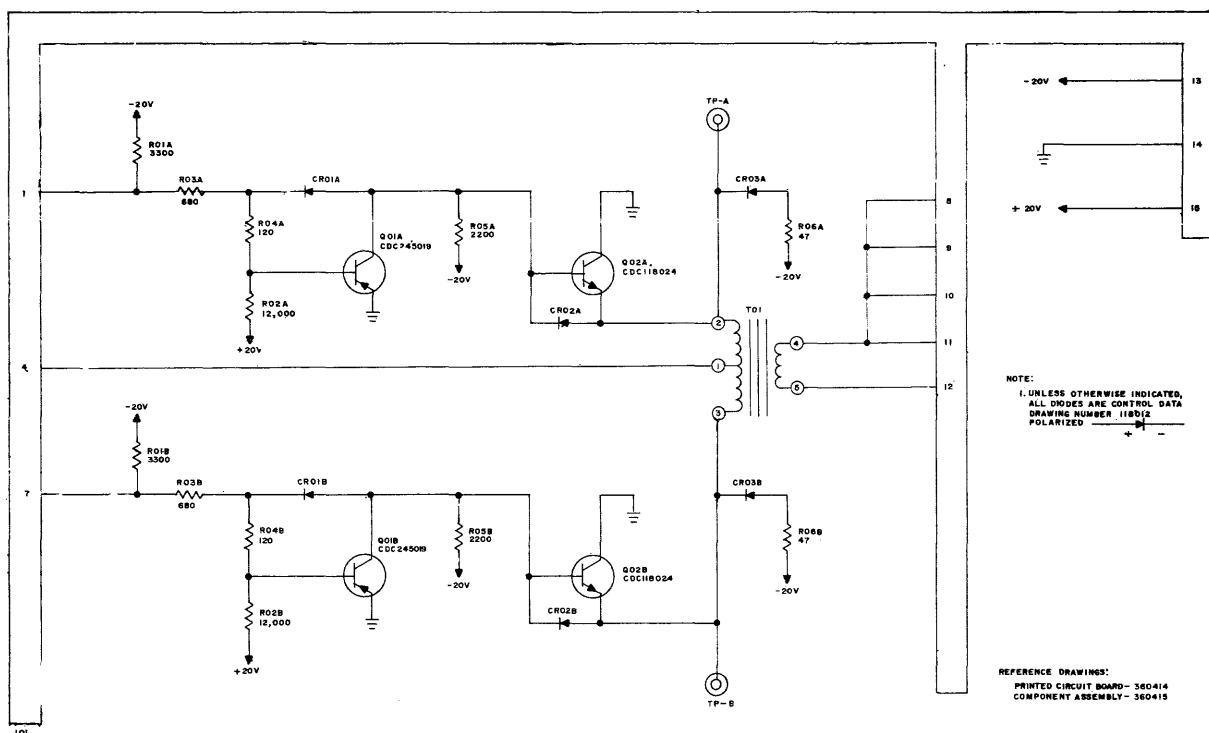 TP-A
-20V
13
R01A
3300
14
1
R03A
680
CR01A
CR03A
8
+ 20V
15
R04A
120
Q01A
CDC245019
R05A
2200
R06A
47
9
Q02A
CDC118024
-20V
-20V
R02A
12,000
10
CR02A
2
T01
+20V
4
11
4
1
5
12
NOTE:
1. UNLESS OTHERWISE INDICATED,
ALL DIODES ARE CONTROL DATA
DRAWING NUMBER 118012
POLARIZED
+ -
-20V
3
R01B
3300
7
R03B
680
CR01B
CR03B
R04B
120
Q01B
CDC245019
R05B
2200
R06B
47
Q02B
CDC118024
-20V
-20V
R02B
12,000
CR02B
+20V
REFERENCE DRAWINGS:
PRINTED CIRCUIT BOARD- 360414
COMPONENT ASSEMBLY- 360415
TP-B